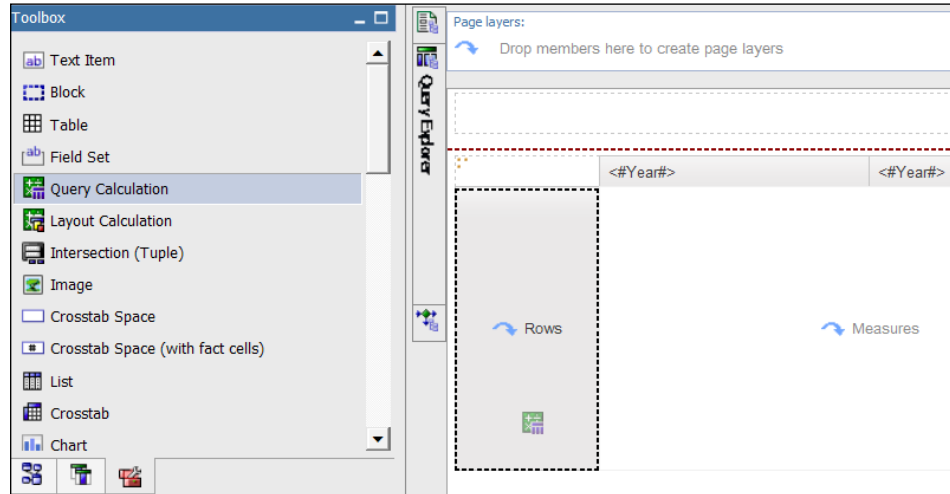 Toolbox
Text Item
Block
Table
Field Set
Query Calculation
Layout Calculation
Intersection (Tuple)
Image
Crosstab Space
Crosstab Space (with fact cells)
List
Crosstab
Chart
Query Explorer
Page layers:
Drop members here to create page layers
<#Year#> <#Year#>
Rows
Measures